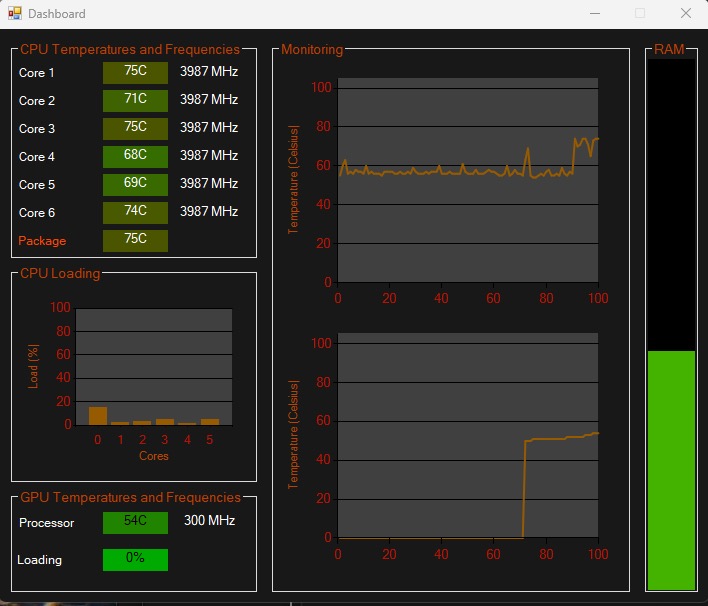 Dashboard
CPU Temperatures and Frequencies
Core 1 75C 3987 MHz
Core 2 71C 3987 MHz
Core 3 75C 3987 MHz
Core 4 68C 3987 MHz
Core 5 69C 3987 MHz
Core 6 74C 3987 MHz
Package 75C
CPU Loading
Load (%)
100
80
60
40
20
0
0 1 2 3 4 5
Cores
GPU Temperatures and Frequencies
Processor 54C 300 MHz
Loading 0%
Monitoring
Temperature (Celsius)
100
80
60
40
20
0
0 20 40 60 80 100
Temperature (Celsius)
100
80
60
40
20
0
0 20 40 60 80 100
RAM